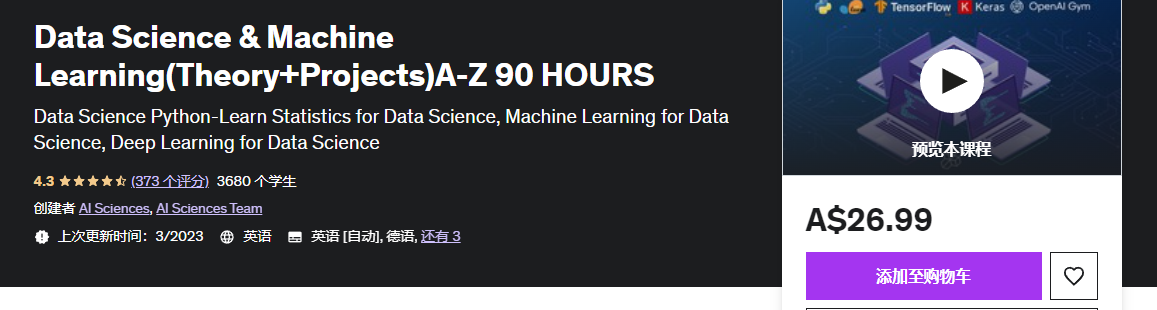 Data Science & Machine
Learning(Theory+Projects)A-Z 90 HOURS
Data Science Python-Learn Statistics for Data Science, Machine Learning for Data
Science, Deep Learning for Data Science
4.3 (373 个评分) 3680 个学生
创建者 AI Sciences, AI Sciences Team
上次更新时间：3/2023 英语 英语 [自动], 德语, 还有 3
TensorFlow K Keras OpenAI Gym
预览本课程
A$26.99
添加至购物车